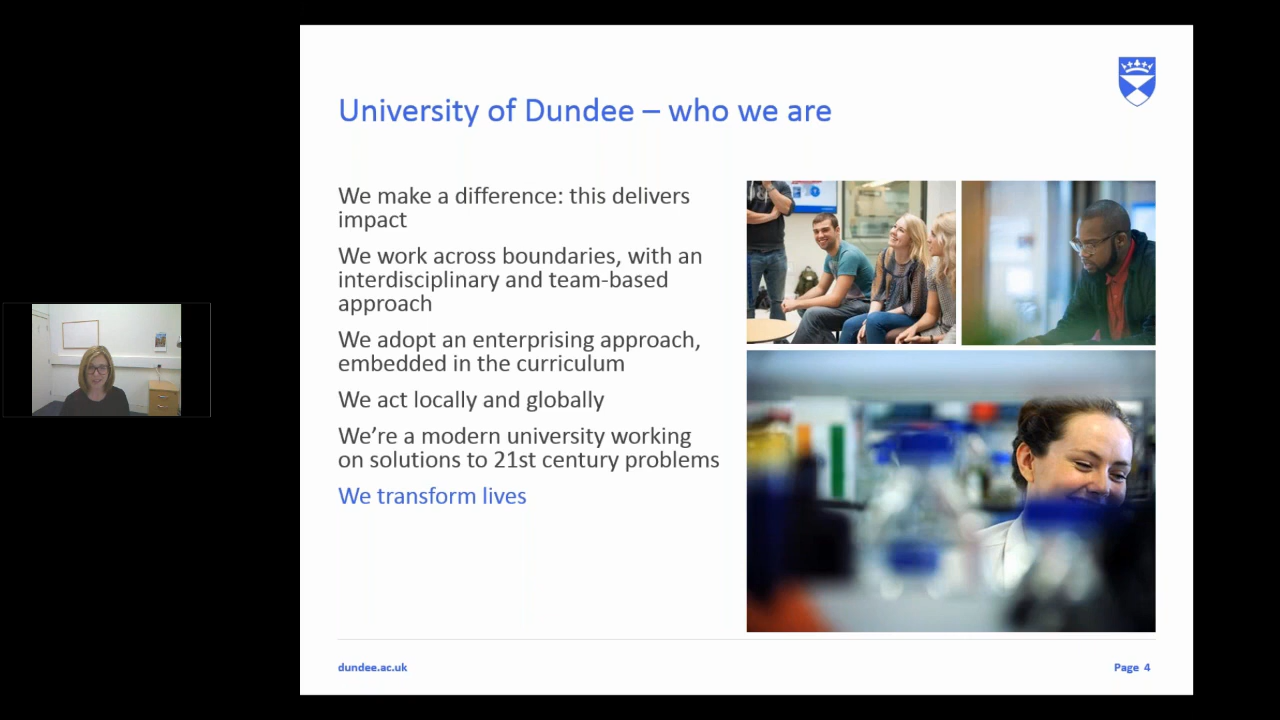 University of Dundee – who we are
We make a difference: this delivers
impact
We work across boundaries, with an
interdisciplinary and team-based
approach
We adopt an enterprising approach,
embedded in the curriculum
We act locally and globally
We’re a modern university working
on solutions to 21st century problems
We transform lives
dundee.ac.uk
Page 4